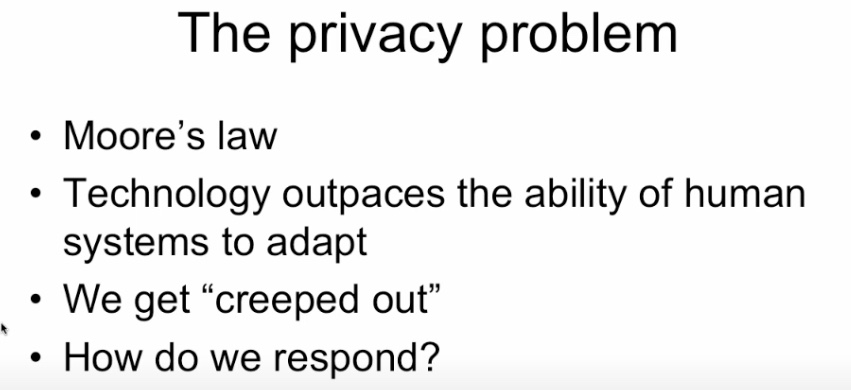 The privacy problem
• Moore’s law
• Technology outpaces the ability of human
systems to adapt
• We get “creeped out”
• How do we respond?